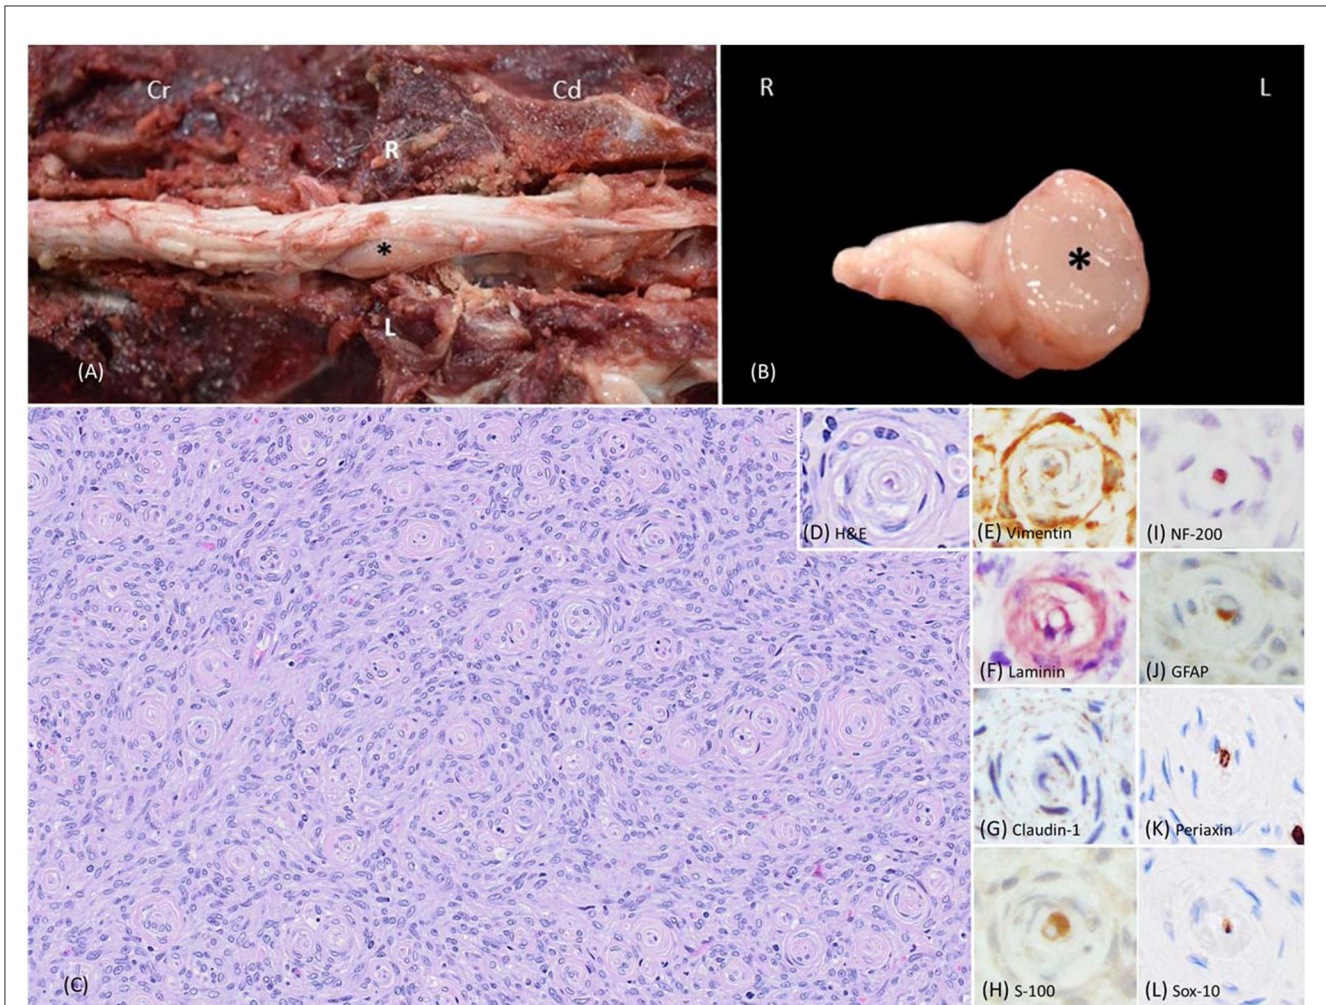 Cr
Cd
R
*
L
(A)
R
L
*
(B)
(C)
(D) H&E
(E) Vimentin
(I) NF-200
(F) Laminin
(J) GFAP
(G) Claudin-1
(K) Periaxin
(H) S-100
(L) Sox-10